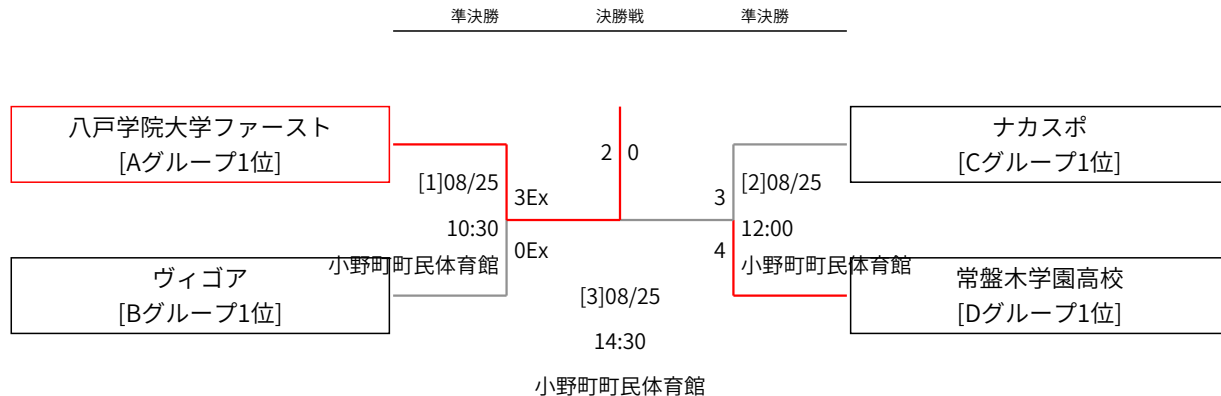 準決勝 決勝戦 準決勝
八戸学院大学ファースト
[Aグループ1位]
ナカスポ
[Cグループ1位]
2 0
[1]08/25
3Ex
10:30
0Ex
小野町町民体育館
3
[2]08/25
12:00
4
小野町町民体育館
ヴィゴア
[Bグループ1位]
常盤木学園高校
[Dグループ1位]
[3]08/25
14:30
小野町町民体育館